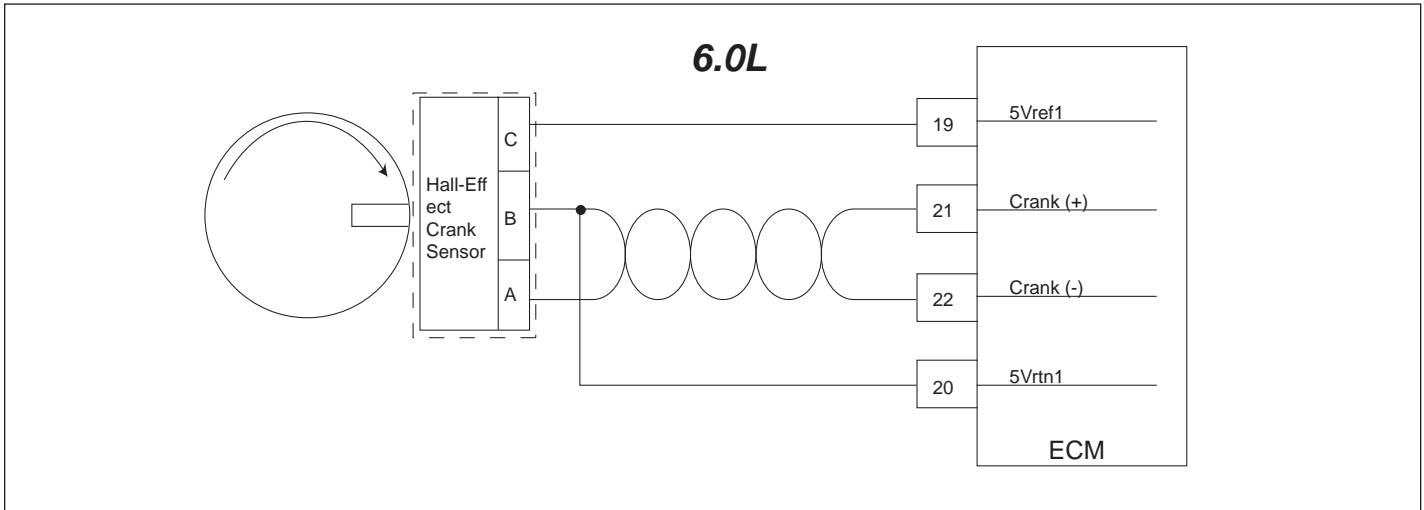 6.0L
Hall-Eff
ect
Crank
Sensor
C
B
A
19
5Vref1
21
Crank (+)
22
Crank (-)
20
5Vrtn1
ECM